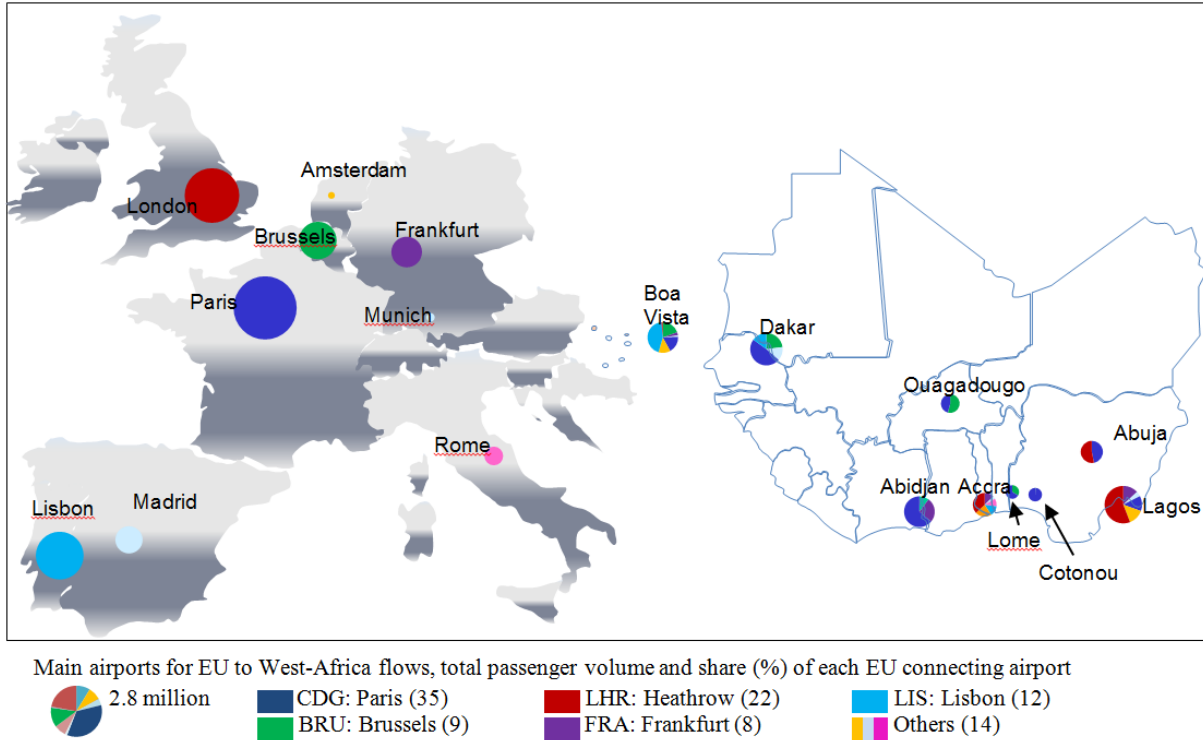 Amsterdam
London
Brussels
Frankfurt
Paris
Munich
Rome
Lisbon
Madrid
Boa
Vista
Dakar
Ouagadougo
Abuja
Abidjan
Accra
Lagos
Lome
Cotonou
Main airports for EU to West-Africa flows, total passenger volume and share (%) of each EU connecting airport
2.8 million
CDG: Paris (35)
LHR: Heathrow (22)
LIS: Lisbon (12)
BRU: Brussels (9)
FRA: Frankfurt (8)
Others (14)